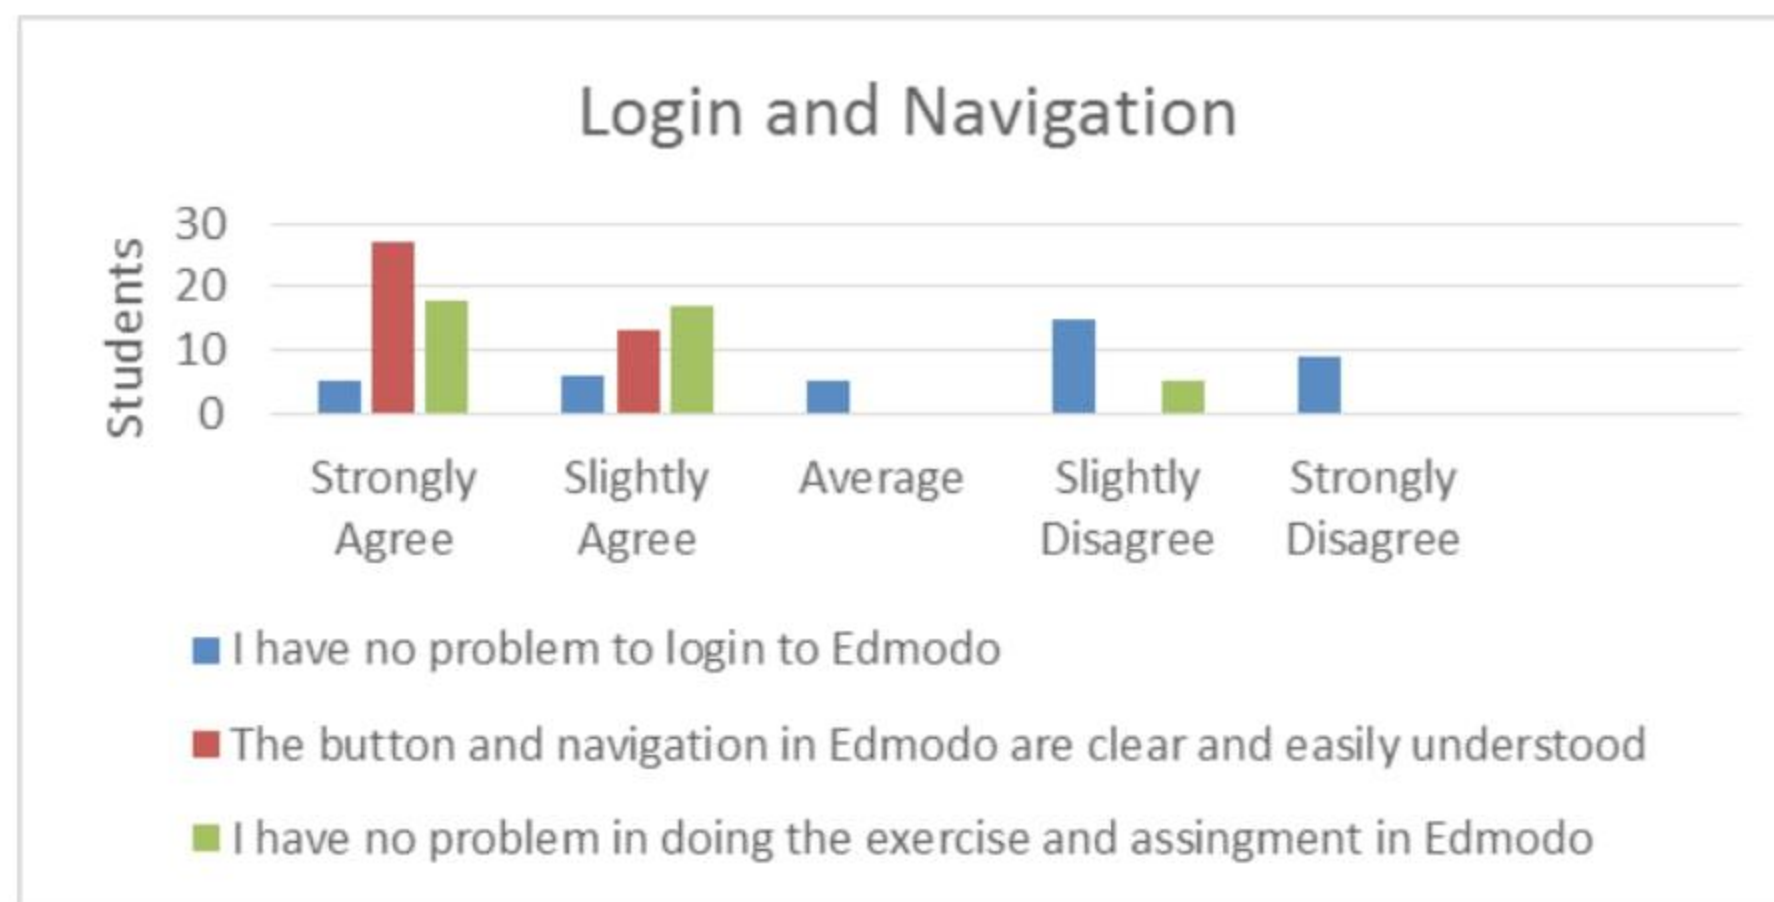 Login and Navigation
Students
30
20
10
0
Strongly Agree
Slightly Agree
Average
Slightly Disagree
Strongly Disagree
I have no problem to login to Edmodo
The button and navigation in Edmodo are clear and easily understood
I have no problem in doing the exercise and assingment in Edmodo